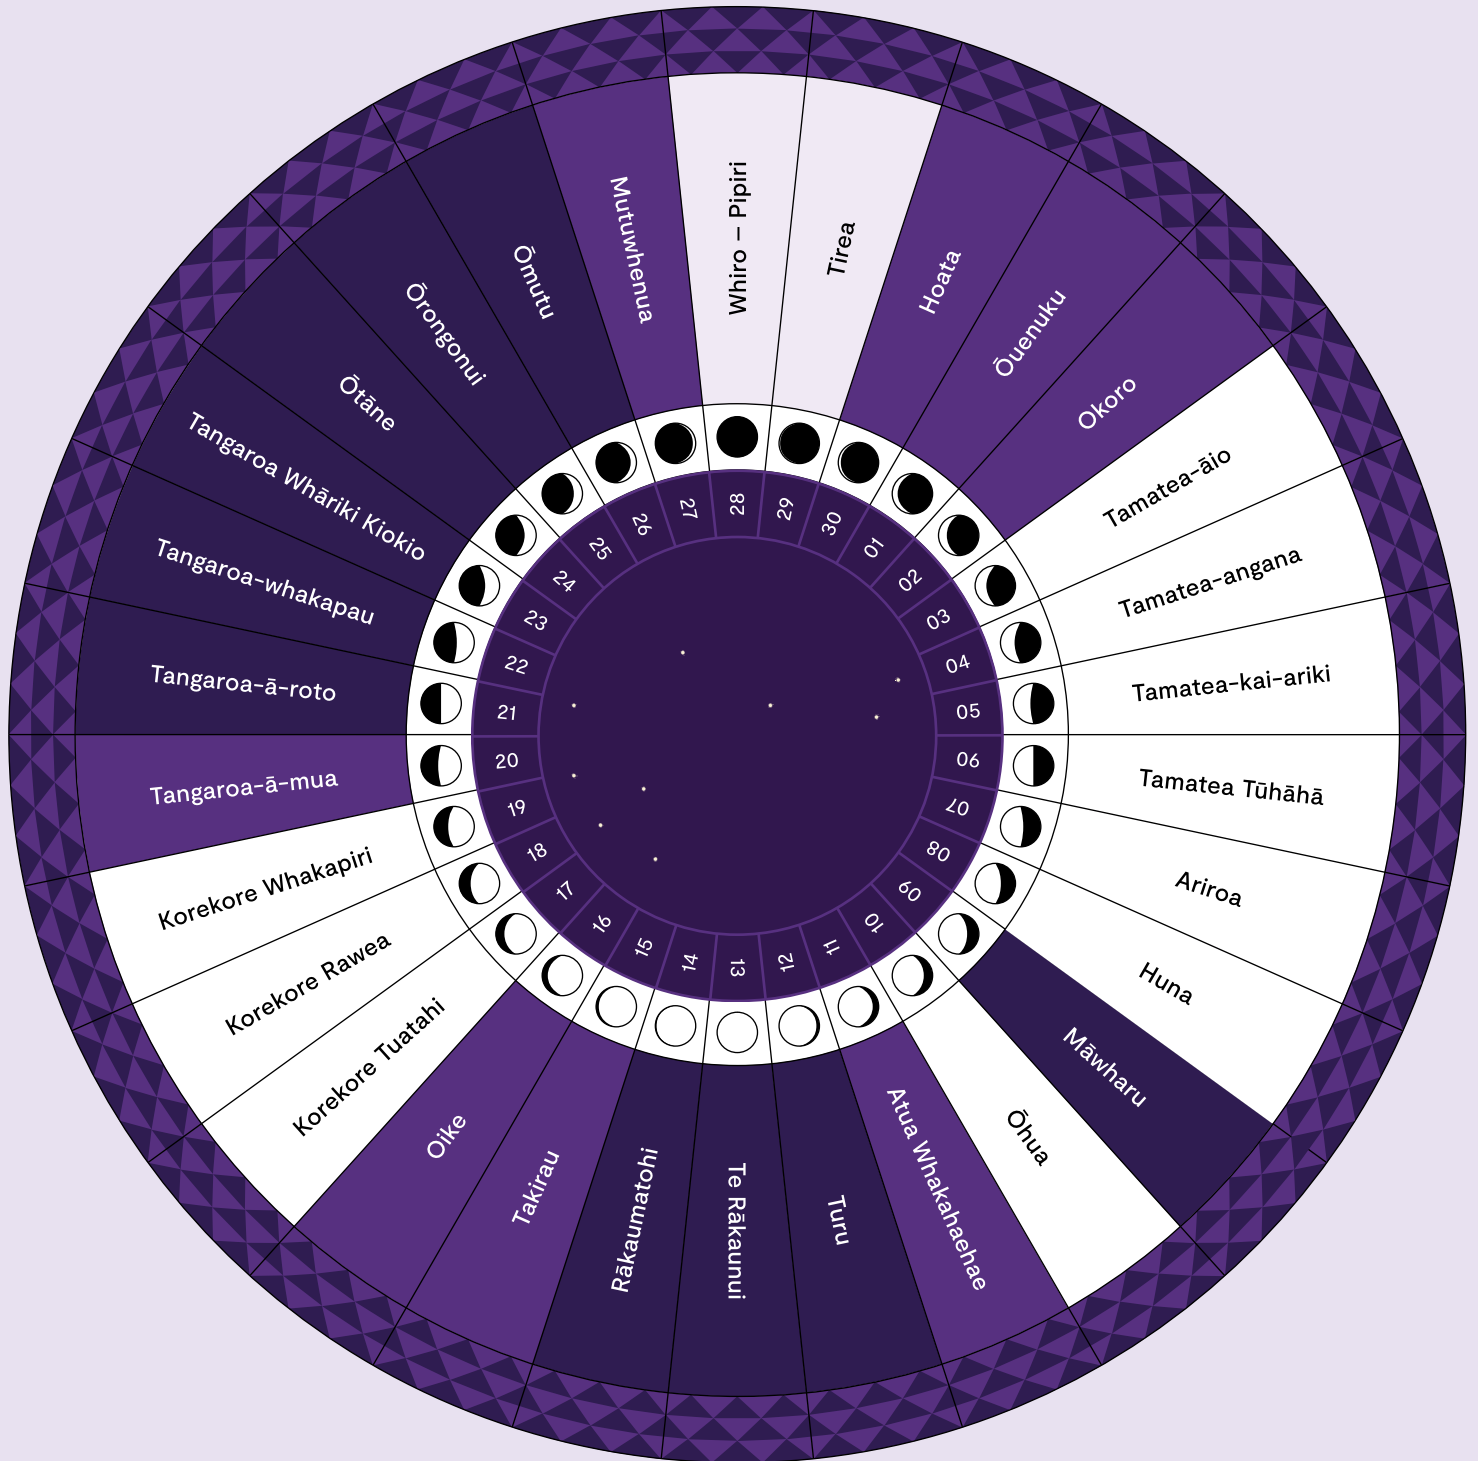 Whiro – Pipiri
Tirea
Hoata
Ōuenuku
Okoro
Tamatea-āio
Tamatea-angana
Tamatea-kai-ariki
Tamatea Tūhāhā
Ariroa
Huna
Māwharu
Ōhua
Atua Whakahaehae
Turu
Te Rākaunui
Rākaumatohi
Takirau
Oike
Korekore Tuatahi
Korekore Rawea
Korekore Whakapiri
Tangaroa-ā-mua
Tangaroa-ā-roto
Tangaroa-whakapau
Tangaroa Whāriki Kiokio
Ōtāne
Ōrongonui
Ōmutu
Mutuwhenua
28
29
30
01
02
03
04
05
06
07
08
09
10
11
12
13
14
15
16
17
18
19
20
21
22
23
24
25
26
27